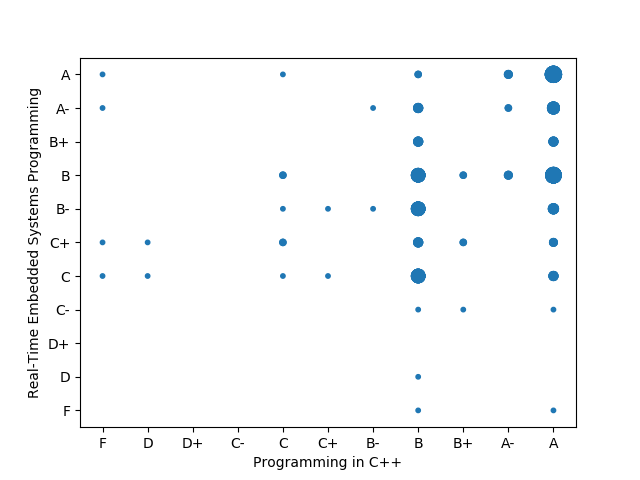 Real-Time Embedded Systems Programming
A
A-
B+
B
B-
C+
C
C-
D+
D
F
F D D+ C- C C+ B- B B+ A- A
Programming in C++